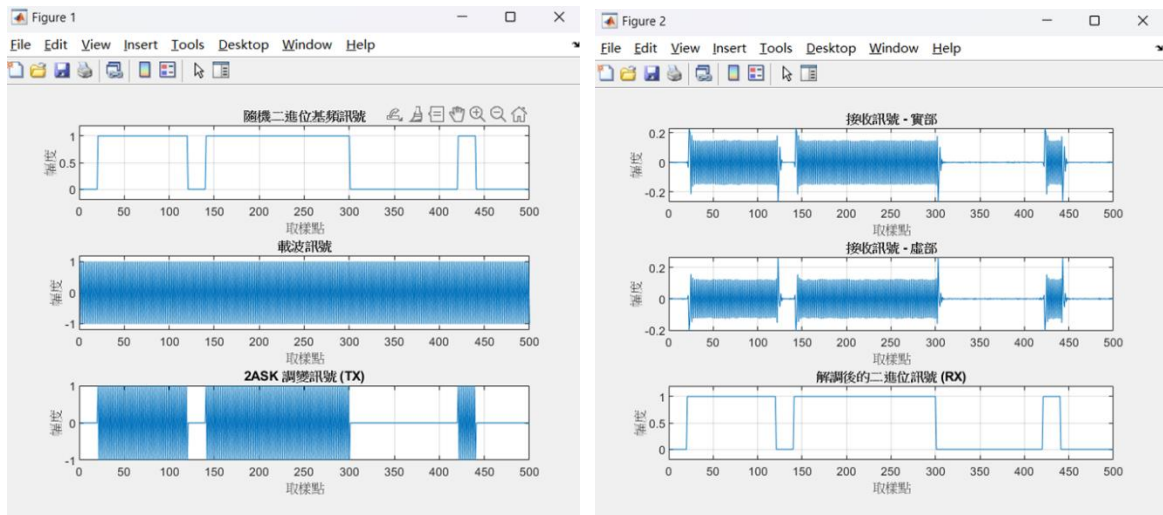 Figure 1
File Edit View Insert Tools Desktop Window Help
隨機二進位基頻訊號
1
0.5
0
幅度
0 50 100 150 200 250 300 350 400 450 500
取樣點
載波訊號
1
0
-1
幅度
0 50 100 150 200 250 300 350 400 450 500
取樣點
2ASK 調變訊號 (TX)
1
0
-1
幅度
0 50 100 150 200 250 300 350 400 450 500
取樣點
Figure 2
File Edit View Insert Tools Desktop Window Help
接收訊號 - 實部
0.2
0
-0.2
幅度
0 50 100 150 200 250 300 350 400 450 500
取樣點
接收訊號 - 虛部
0.2
0
-0.2
幅度
0 50 100 150 200 250 300 350 400 450 500
取樣點
解調後的二進位訊號 (RX)
1
0.5
0
幅度
0 50 100 150 200 250 300 350 400 450 500
取樣點